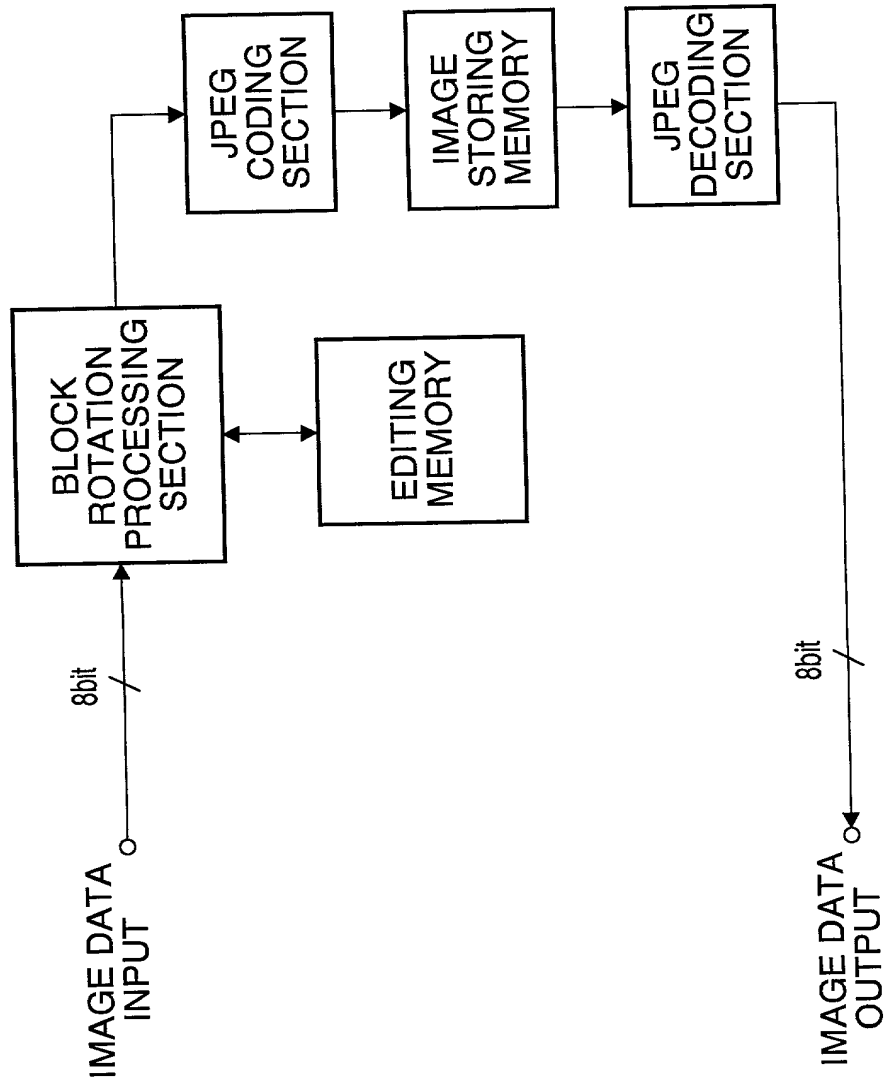 IMAGE DATA
INPUT
8bit
BLOCK
ROTATION
PROCESSING
SECTION
EDITING
MEMORY
JPEG
CODING
SECTION
IMAGE
STORING
MEMORY
JPEG
DECODING
SECTION
8bit
IMAGE DATA
OUTPUT